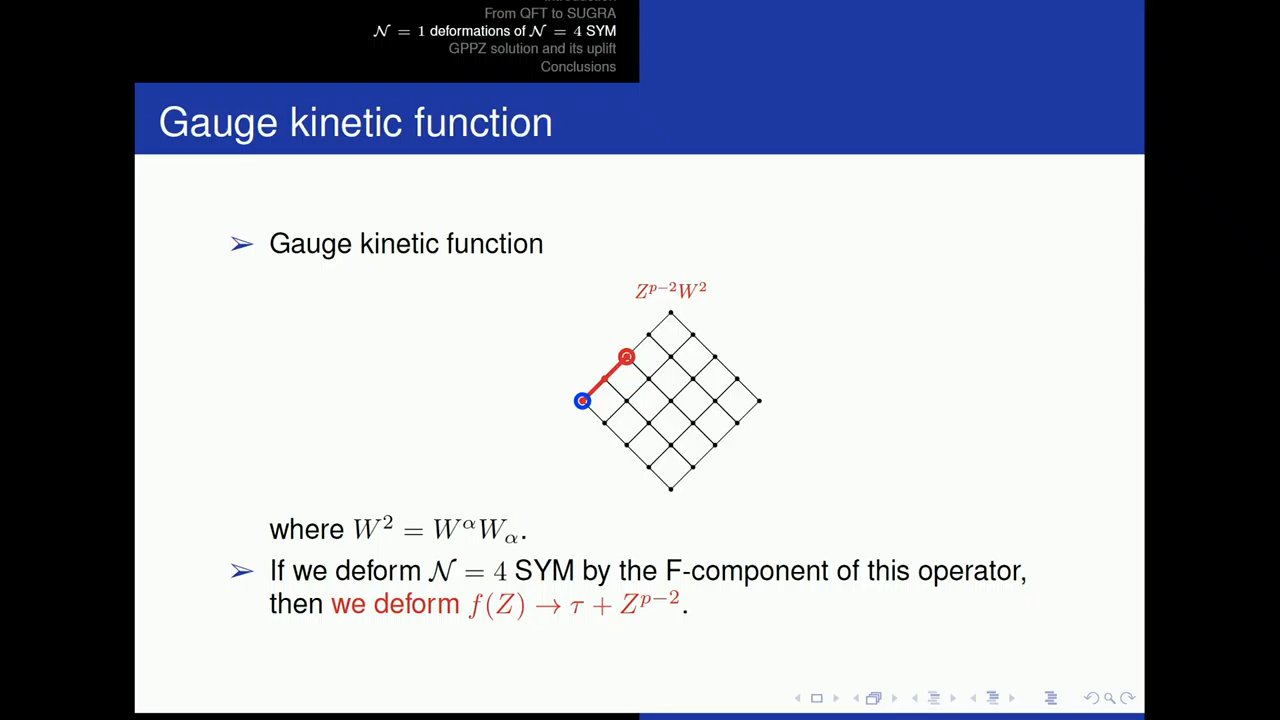 Introduction
From QFT to SUGRA
𝒩 = 1 deformations of 𝒩 = 4 SYM
GPPZ solution and its uplift
Conclusions
Gauge kinetic function
➢ Gauge kinetic function
Z^{p−2}W^2
where W^2 = W^αW_α.
➢ If we deform 𝒩 = 4 SYM by the F-component of this operator,
then we deform f(Z) → τ + Z^{p−2}.